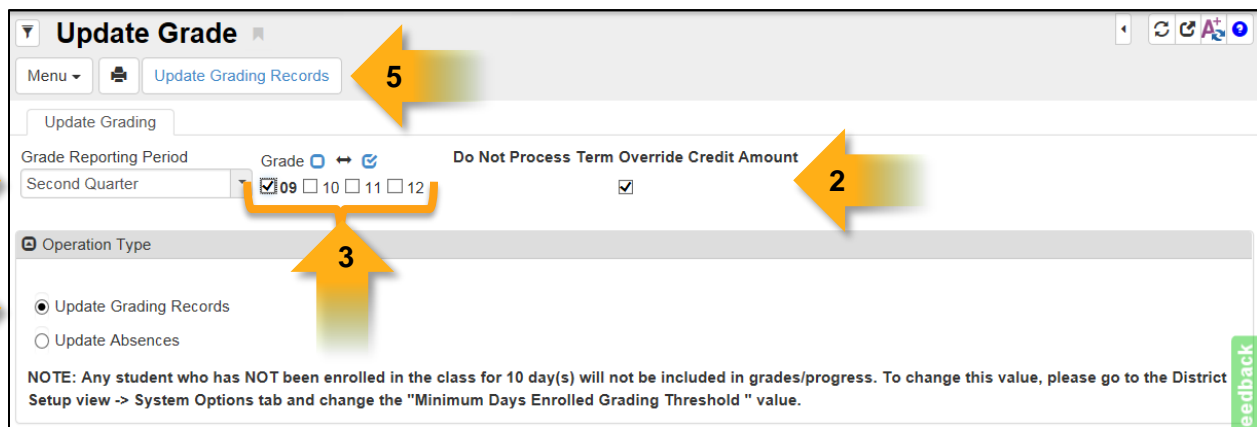 Update Grade
Menu
Update Grading Records
5
Update Grading
Grade Reporting Period
Grade
Do Not Process Term Override Credit Amount
Second Quarter
09 10 11 12
2
3
Operation Type
Update Grading Records
Update Absences
NOTE: Any student who has NOT been enrolled in the class for 10 day(s) will not be included in grades/progress. To change this value, please go to the District
Setup view -> System Options tab and change the "Minimum Days Enrolled Grading Threshold " value.
eedback